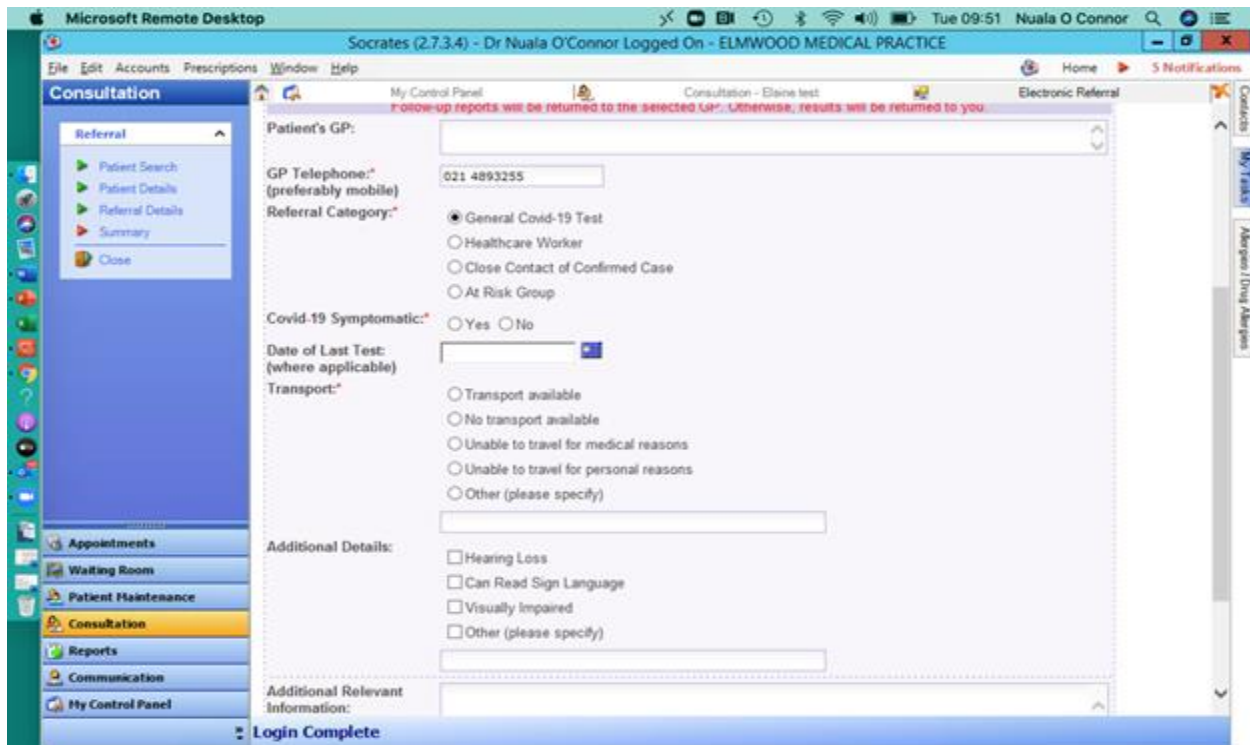 Microsoft Remote Desktop
Tue 09:51 Nuala O Connor
Socrates (2.7.3.4) - Dr Nuala O'Connor Logged On - ELMWOOD MEDICAL PRACTICE
File Edit Accounts Prescriptions Window Help
Home 5 Notifications
Consultation
My Control Panel
Consultation - Elaine test
Electronic Referral
Contacts
My Tasks
Allergies / Drug Allergies
Referral
Patient Search
Patient Details
Referral Details
Summary
Close
Follow-up reports will be returned to the selected GP. Otherwise, results will be returned to you.
Patient's GP:
GP Telephone:*
(preferably mobile)
021 4893255
Referral Category:*
General Covid-19 Test
Healthcare Worker
Close Contact of Confirmed Case
At Risk Group
Covid-19 Symptomatic:*
Yes No
Date of Last Test:
(where applicable)
Transport:*
Transport available
No transport available
Unable to travel for medical reasons
Unable to travel for personal reasons
Other (please specify)
Additional Details:
Hearing Loss
Can Read Sign Language
Visually Impaired
Other (please specify)
Additional Relevant
Information:
Appointments
Waiting Room
Patient Maintenance
Consultation
Reports
Communication
My Control Panel
Login Complete